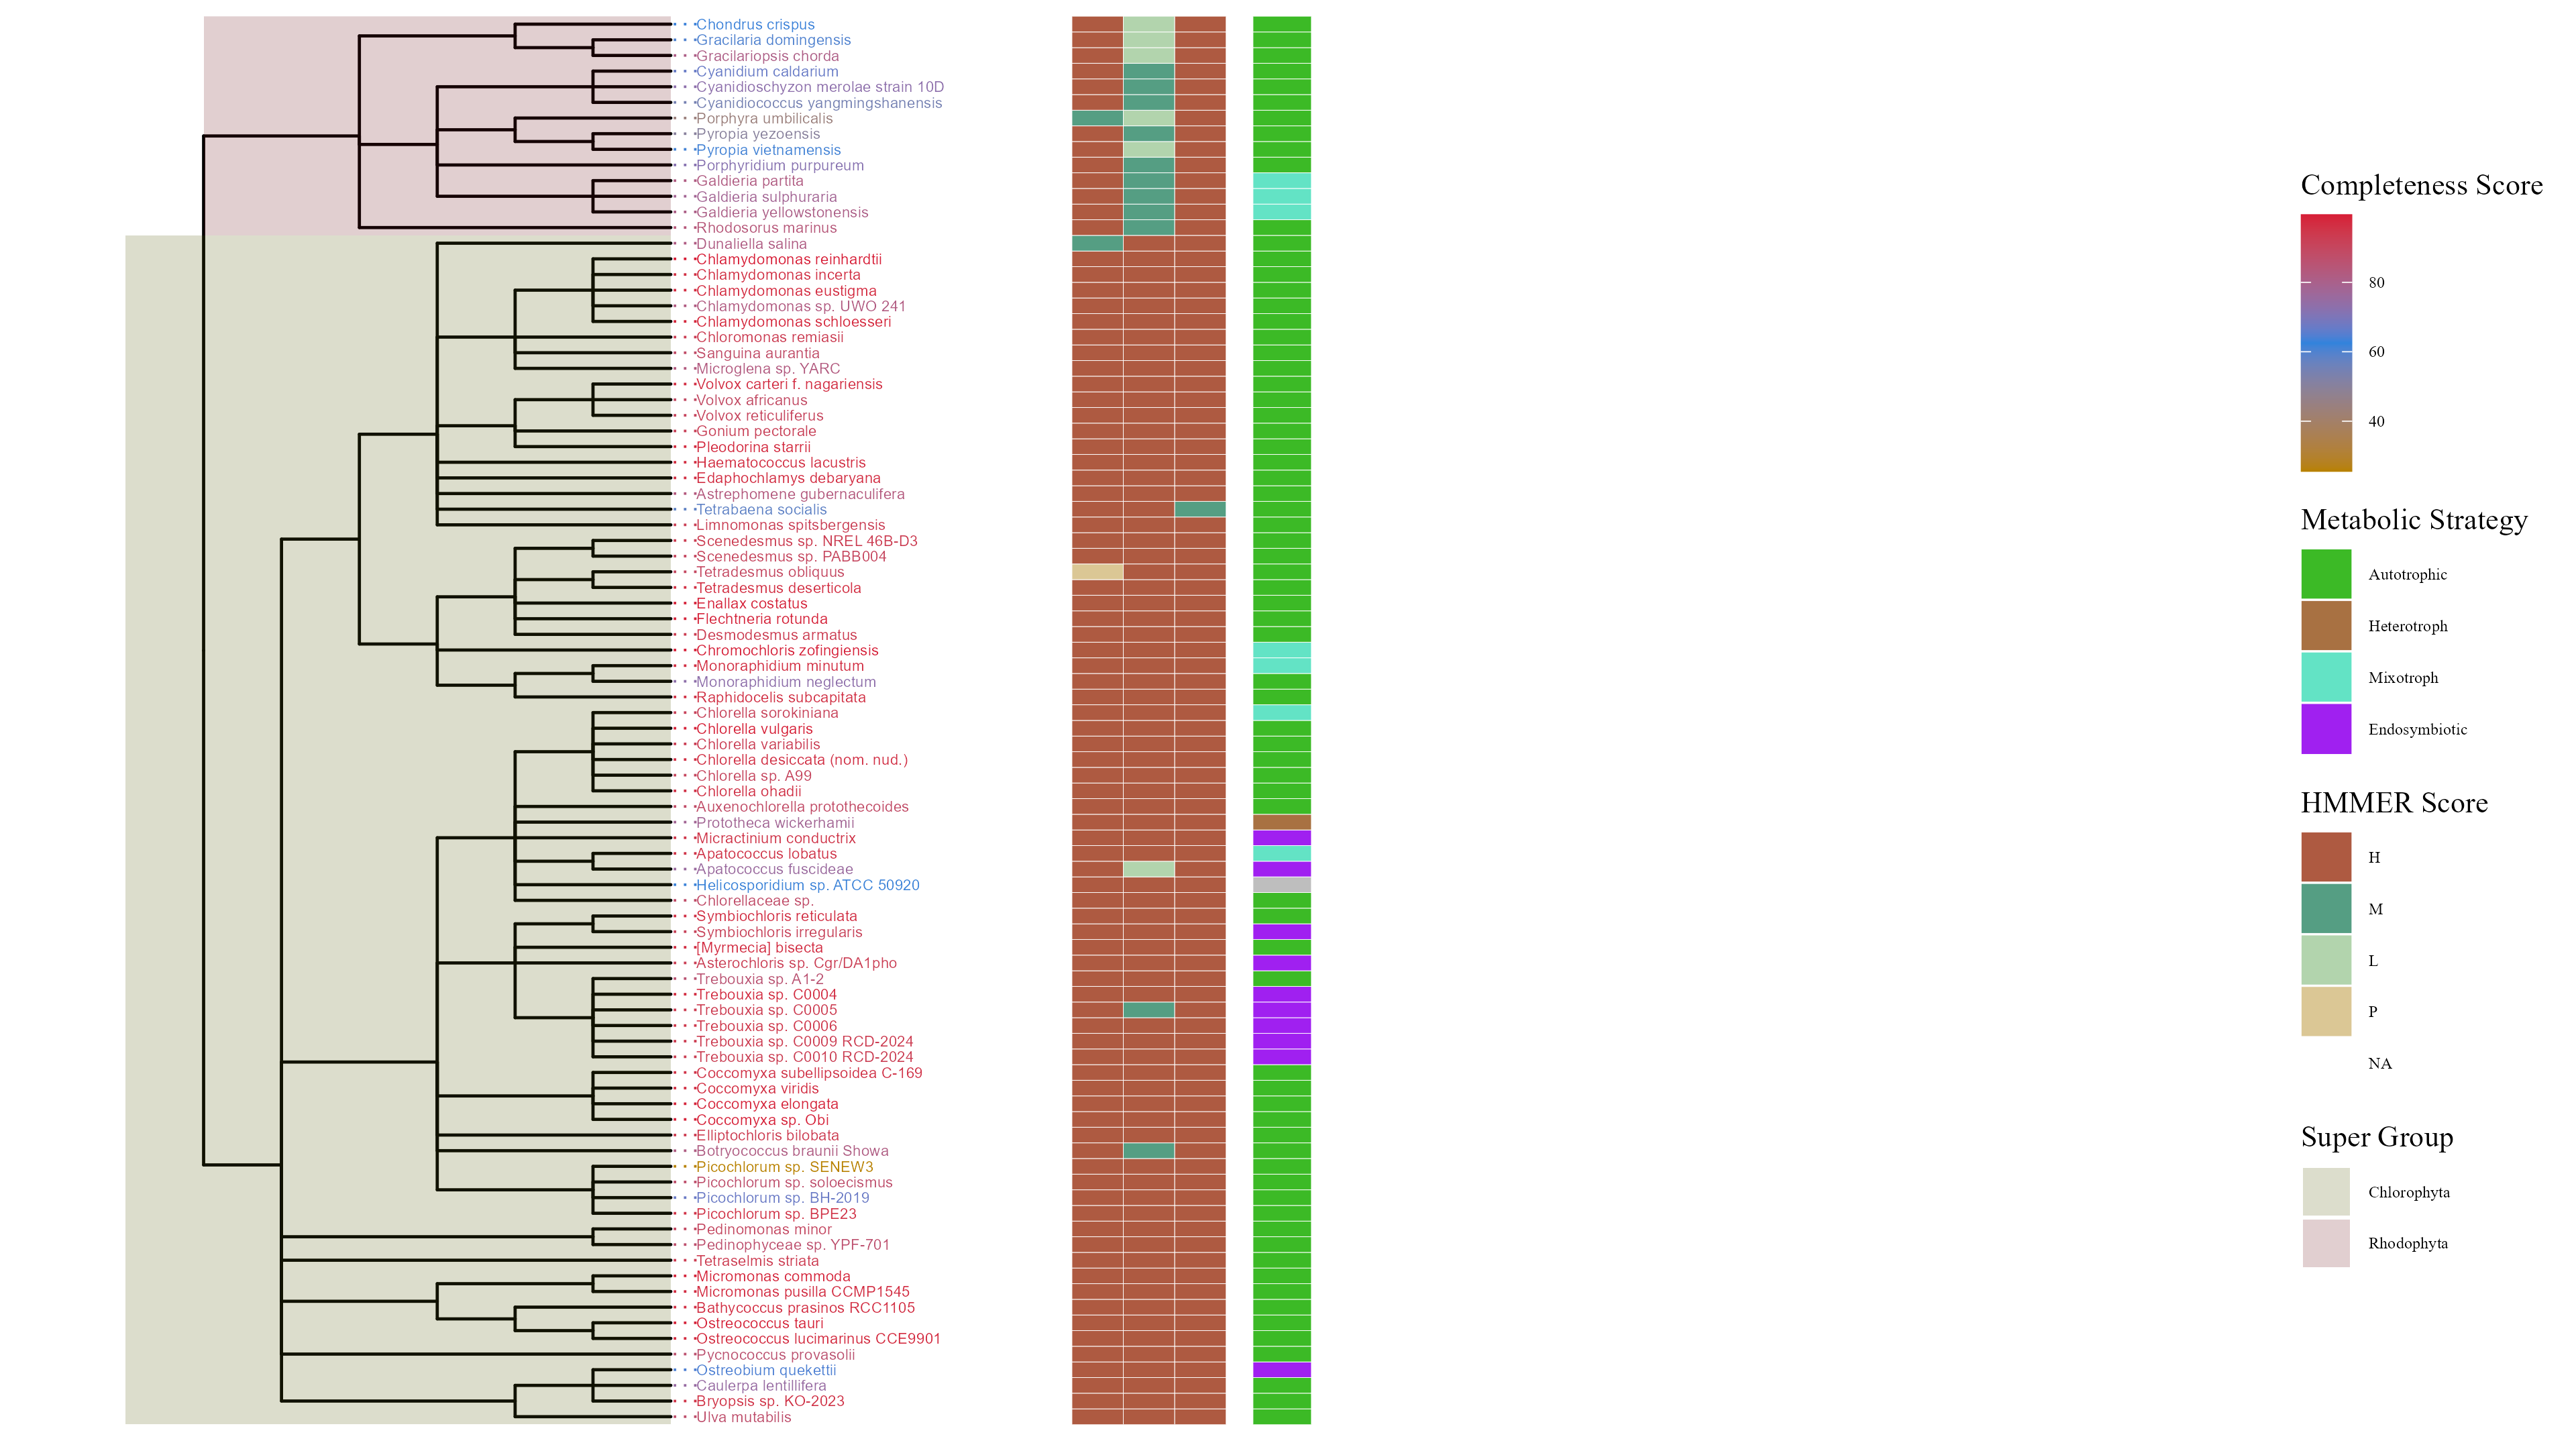 Chondrus crispus
Gracilaria domingensis
Gracilariopsis chorda
Cyanidium caldarium
Cyanidioschyzon merolae strain 10D
Cyanidiococcus yangmingshanensis
Porphyra umbilicalis
Pyropia yezoensis
Pyropia vietnamensis
Porphyridium purpureum
Galdieria partita
Galdieria sulphuraria
Galdieria yellowstonensis
Rhodosorus marinus
Dunaliella salina
Chlamydomonas reinhardtii
Chlamydomonas incerta
Chlamydomonas eustigma
Chlamydomonas sp. UWO 241
Chlamydomonas schloesseri
Chloromonas remiasii
Sanguina aurantia
Microglena sp. YARC
Volvox carteri f. nagariensis
Volvox africanus
Volvox reticuliferus
Gonium pectorale
Pleodorina starrii
Haematococcus lacustris
Edaphochlamys debaryana
Astrephomene gubernaculifera
Tetrabaena socialis
Limnomonas spitsbergensis
Scenedesmus sp. NREL 46B-D3
Scenedesmus sp. PABB004
Tetradesmus obliquus
Tetradesmus deserticola
Enallax costatus
Flechtneria rotunda
Desmodesmus armatus
Chromochloris zofingiensis
Monoraphidium minutum
Monoraphidium neglectum
Raphidocelis subcapitata
Chlorella sorokiniana
Chlorella vulgaris
Chlorella variabilis
Chlorella desiccata (nom. nud.)
Chlorella sp. A99
Chlorella ohadii
Auxenochlorella protothecoides
Prototheca wickerhamii
Micractinium conductrix
Apatococcus lobatus
Apatococcus fuscideae
Helicosporidium sp. ATCC 50920
Chlorellaceae sp.
Symbiochloris reticulata
Symbiochloris irregularis
[Myrmecia] bisecta
Asterochloris sp. Cgr/DA1pho
Trebouxia sp. A1-2
Trebouxia sp. C0004
Trebouxia sp. C0005
Trebouxia sp. C0006
Trebouxia sp. C0009 RCD-2024
Trebouxia sp. C0010 RCD-2024
Coccomyxa subellipsoidea C-169
Coccomyxa viridis
Coccomyxa elongata
Coccomyxa sp. Obi
Elliptochloris bilobata
Botryococcus braunii Showa
Picochlorum sp. SENEW3
Picochlorum sp. soloecismus
Picochlorum sp. BH-2019
Picochlorum sp. BPE23
Pedinomonas minor
Pedinophyceae sp. YPF-701
Tetraselmis striata
Micromonas commoda
Micromonas pusilla CCMP1545
Bathycoccus prasinos RCC1105
Ostreococcus tauri
Ostreococcus lucimarinus CCE9901
Pycnococcus provasolii
Ostreobium quekettii
Caulerpa lentillifera
Bryopsis sp. KO-2023
Ulva mutabilis
Completeness Score
80
60
40
Metabolic Strategy
Autotrophic
Heterotroph
Mixotroph
Endosymbiotic
HMMER Score
H
M
L
P
NA
Super Group
Chlorophyta
Rhodophyta